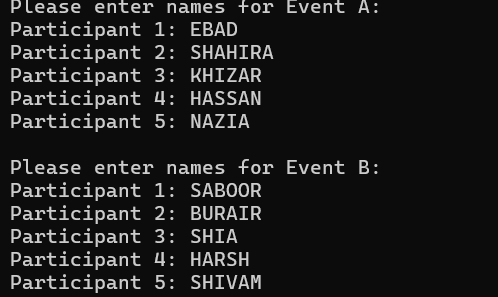 Please enter names for Event A:
Participant 1: EBAD
Participant 2: SHAHIRA
Participant 3: KHIZAR
Participant 4: HASSAN
Participant 5: NAZIA
Please enter names for Event B:
Participant 1: SABOOR
Participant 2: BURAIR
Participant 3: SHIA
Participant 4: HARSH
Participant 5: SHIVAM